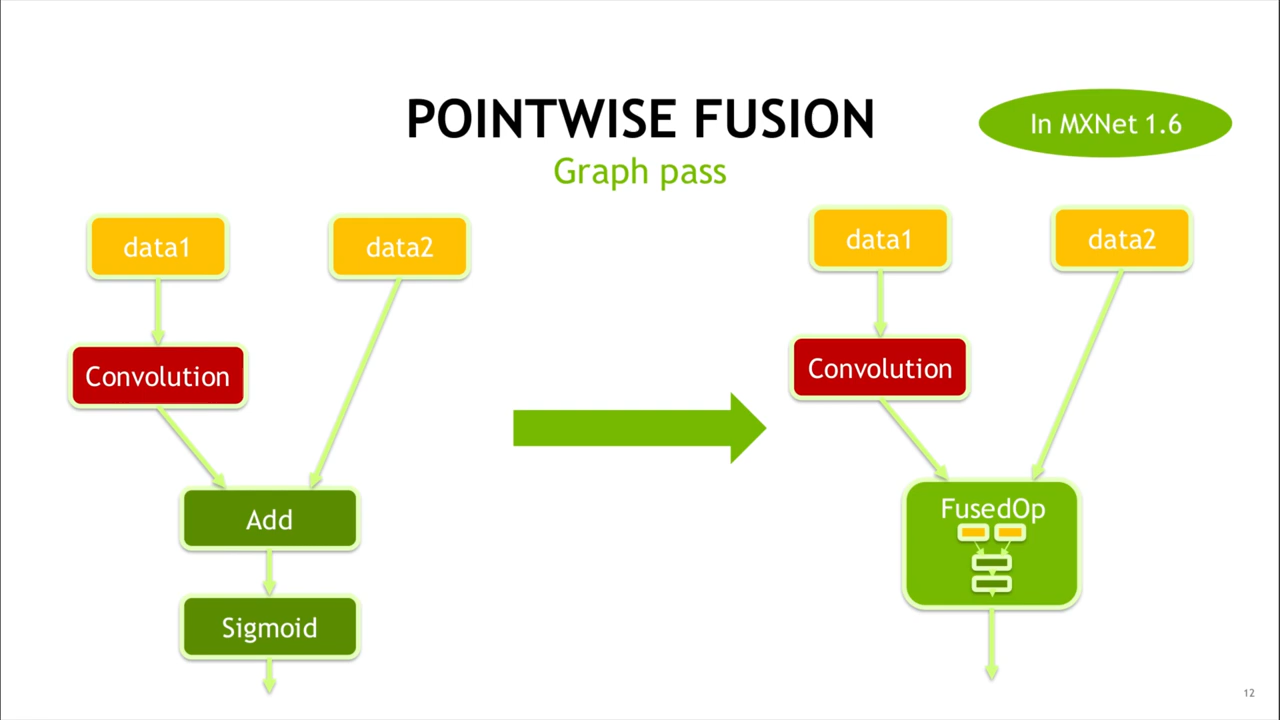 POINTWISE FUSION
Graph pass
In MXNet 1.6
data1
data2
Convolution
Add
Sigmoid
data1
data2
Convolution
FusedOp
12